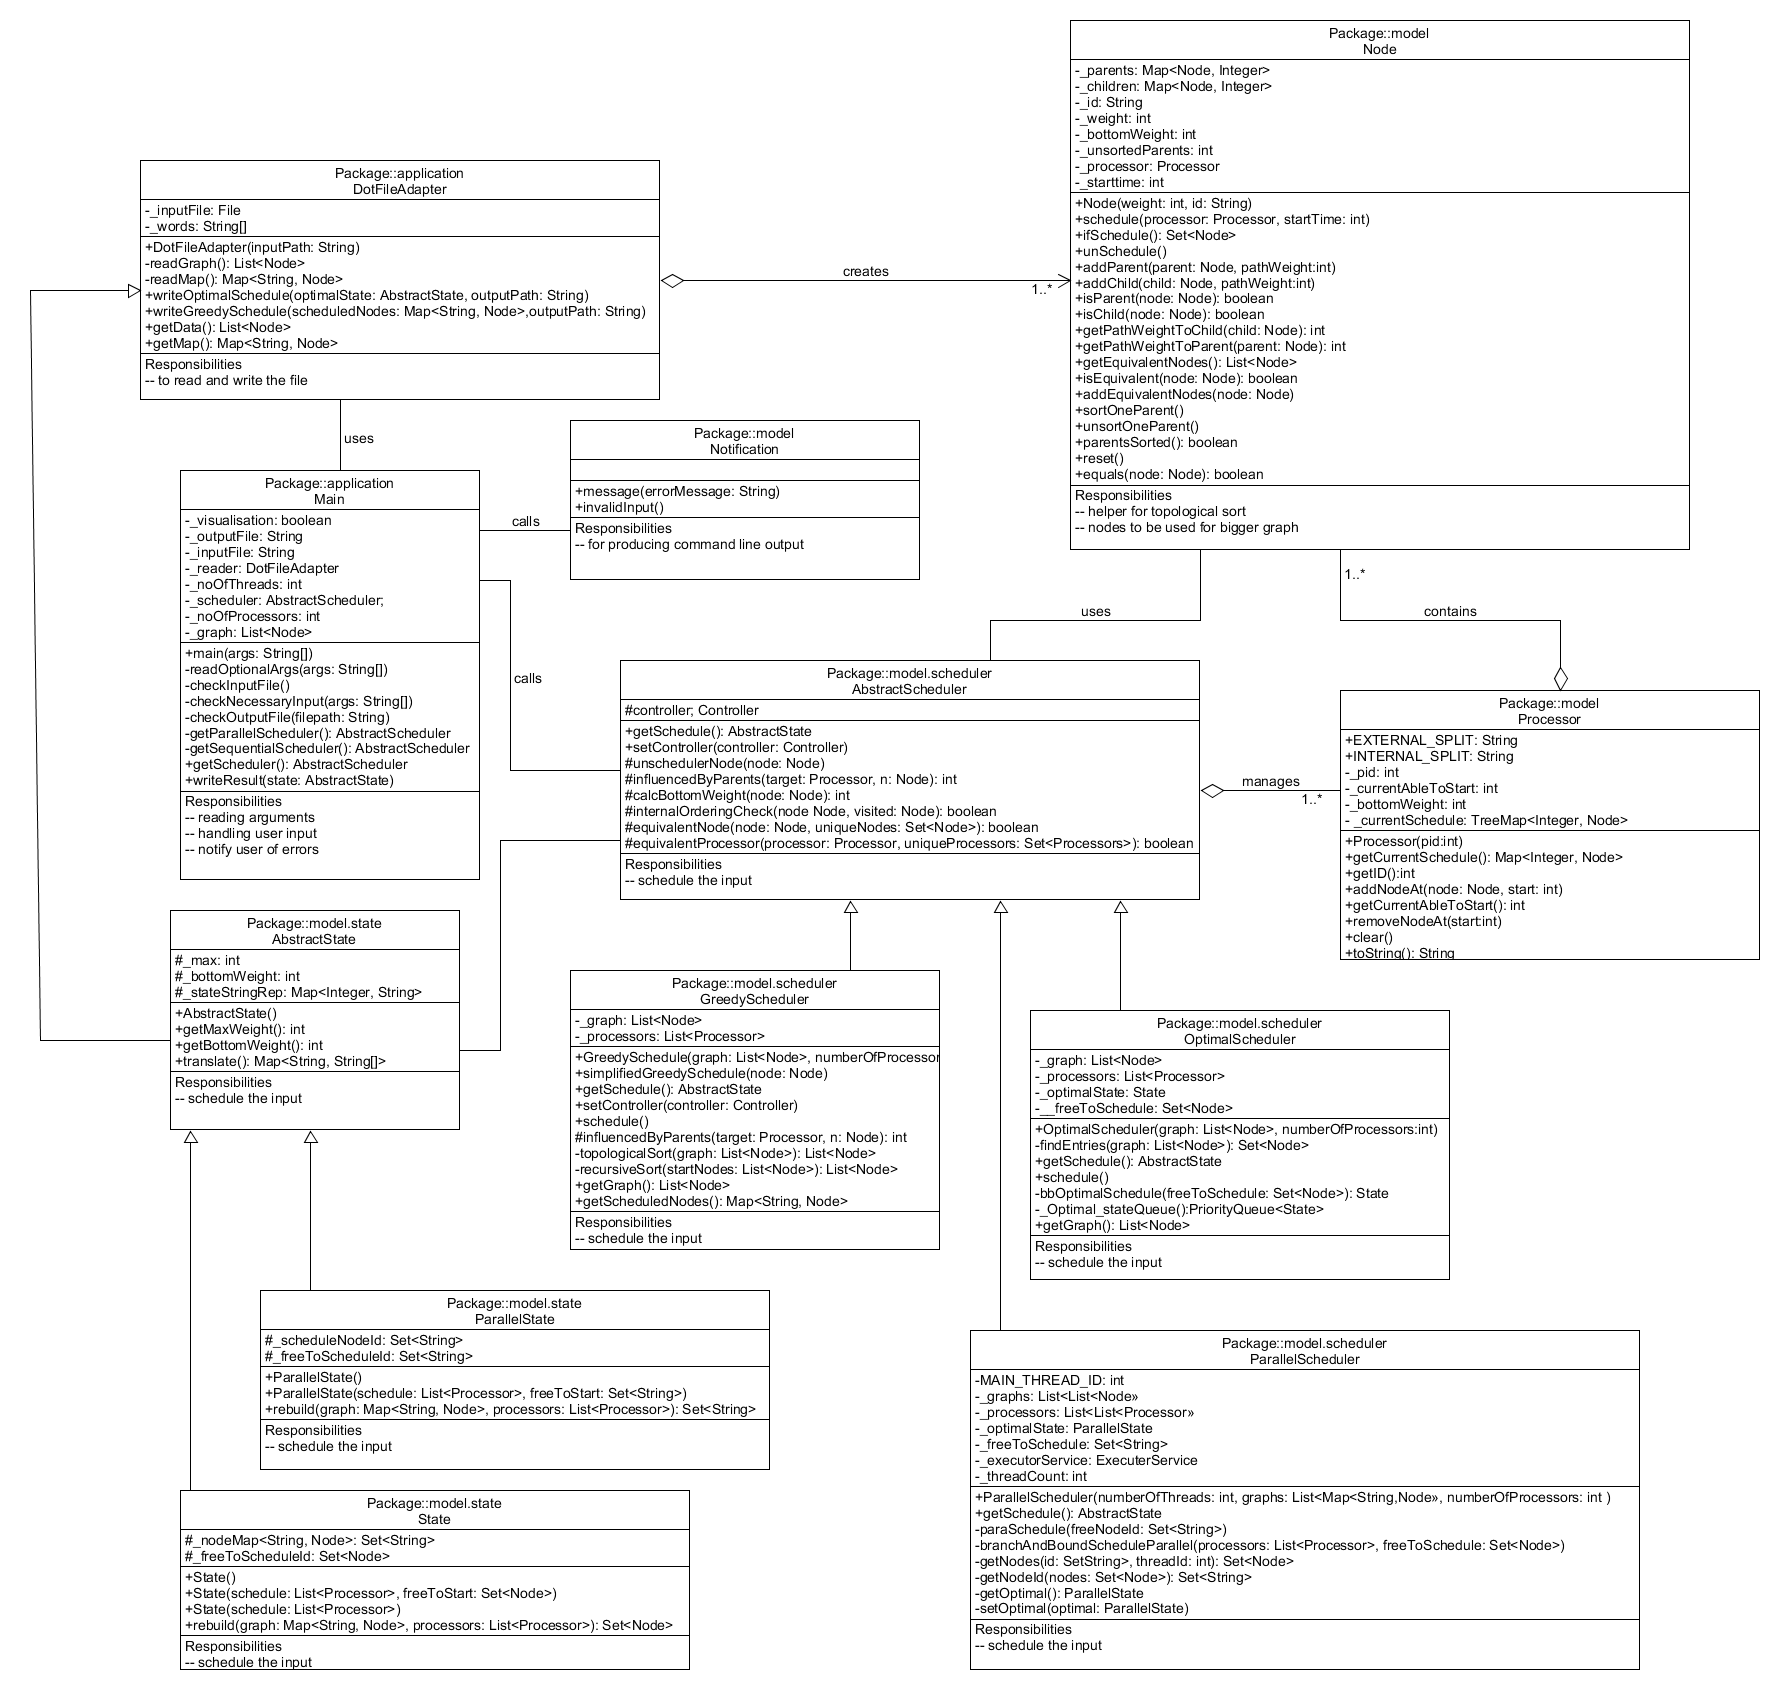 Package::model
Node
-_parents: Map<Node, Integer>
-_children: Map<Node, Integer>
-_id: String
-_weight: int
-_bottomWeight: int
-_unsortedParents: int
-_processor: Processor
-_starttime: int
+Node(weight: int, id: String)
+schedule(processor: Processor, startTime: int)
+ifSchedule(): Set<Node>
+unSchedule()
+addParent(parent: Node, pathWeight:int)
+addChild(child: Node, pathWeight:int)
+isParent(node: Node): boolean
+isChild(node: Node): boolean
+getPathWeightToChild(child: Node): int
+getPathWeightToParent(parent: Node): int
+getEquivalentNodes(): List<Node>
+isEquivalent(node: Node): boolean
+addEquivalentNodes(node: Node)
+sortOneParent()
+unsortOneParent()
+parentsSorted(): boolean
+reset()
+equals(node: Node): boolean
Responsibilities
-- helper for topological sort
-- nodes to be used for bigger graph
Package::application
DotFileAdapter
-_inputFile: File
-_words: String[]
+DotFileAdapter(inputPath: String)
-readGraph(): List<Node>
-readMap(): Map<String, Node>
+writeOptimalSchedule(optimalState: AbstractState, outputPath: String)
+writeGreedySchedule(scheduledNodes: Map<String, Node>,outputPath: String)
+getData(): List<Node>
+getMap(): Map<String, Node>
Responsibilities
-- to read and write the file
creates
1..*
uses
Package::model
Notification
+message(errorMessage: String)
+invalidInput()
Responsibilities
-- for producing command line output
Package::application
Main
-_visualisation: boolean
-_outputFile: String
-_inputFile: String
-_reader: DotFileAdapter
-_noOfThreads: int
-_scheduler: AbstractScheduler;
-_noOfProcessors: int
-_graph: List<Node>
+main(args: String[])
-readOptionalArgs(args: String[])
-checkInputFile()
-checkNecessaryInput(args: String[])
-checkOutputFile(filepath: String)
-getParallelScheduler(): AbstractScheduler
-getSequentialScheduler(): AbstractScheduler
+getScheduler(): AbstractScheduler
+writeResult(state: AbstractState)
Responsibilities
-- reading arguments
-- handling user input
-- notify user of errors
calls
calls
uses
1..*
contains
Package::model.scheduler
AbstractScheduler
#controller; Controller
+getSchedule(): AbstractState
+setController(controller: Controller)
#unschedulerNode(node: Node)
#influencedByParents(target: Processor, n: Node): int
#calcBottomWeight(node: Node): int
#internalOrderingCheck(node Node, visited: Node): boolean
#equivalentNode(node: Node, uniqueNodes: Set<Node>): boolean
#equivalentProcessor(processor: Processor, uniqueProcessors: Set<Processors>): boolean
Responsibilities
-- schedule the input
manages
1..*
Package::model
Processor
+EXTERNAL_SPLIT: String
+INTERNAL_SPLIT: String
-_pid: int
-_currentAbleToStart: int
-_bottomWeight: int
- _currentSchedule: TreeMap<Integer, Node>
+Processor(pid:int)
+getCurrentSchedule(): Map<Integer, Node>
+getID():int
+addNodeAt(node: Node, start: int)
+getCurrentAbleToStart(): int
+removeNodeAt(start:int)
+clear()
+toString(): String
Package::model.state
AbstractState
#_max: int
#_bottomWeight: int
#_stateStringRep: Map<Integer, String>
+AbstractState()
+getMaxWeight(): int
+getBottomWeight(): int
+translate(): Map<String, String[]>
Responsibilities
-- schedule the input
Package::model.scheduler
GreedyScheduler
-_graph: List<Node>
-_processors: List<Processor>
+GreedySchedule(graph: List<Node>, numberOfProcessor
+simplifiedGreedySchedule(node: Node)
+getSchedule(): AbstractState
+setController(controller: Controller)
+schedule()
#influencedByParents(target: Processor, n: Node): int
-topologicalSort(graph: List<Node>): List<Node>
-recursiveSort(startNodes: List<Node>): List<Node>
+getGraph(): List<Node>
+getScheduledNodes(): Map<String, Node>
Responsibilities
-- schedule the input
Package::model.scheduler
OptimalScheduler
-_graph: List<Node>
-_processors: List<Processor>
-_optimalState: State
-__freeToSchedule: Set<Node>
+OptimalScheduler(graph: List<Node>, numberOfProcessors:int)
-findEntries(graph: List<Node>): Set<Node>
+getSchedule(): AbstractState
+schedule()
-bbOptimalSchedule(freeToSchedule: Set<Node>): State
-_Optimal_stateQueue():PriorityQueue<State>
+getGraph(): List<Node>
Responsibilities
-- schedule the input
Package::model.state
ParallelState
#_scheduleNodeId: Set<String>
#_freeToScheduleId: Set<String>
+ParallelState()
+ParallelState(schedule: List<Processor>, freeToStart: Set<String>)
+rebuild(graph: Map<String, Node>, processors: List<Processor>): Set<String>
Responsibilities
-- schedule the input
Package::model.scheduler
ParallelScheduler
-MAIN_THREAD_ID: int
-_graphs: List<List<Node»
-_processors: List<List<Processor»
-_optimalState: ParallelState
-_freeToSchedule: Set<String>
-_executorService: ExecuterService
-_threadCount: int
+ParallelScheduler(numberOfThreads: int, graphs: List<Map<String,Node», numberOfProcessors: int )
+getSchedule(): AbstractState
-paraSchedule(freeNodeId: Set<String>)
-branchAndBoundScheduleParallel(processors: List<Processor>, freeToSchedule: Set<Node>)
-getNodes(id: SetString>, threadId: int): Set<Node>
-getNodeId(nodes: Set<Node>): Set<String>
-getOptimal(): ParallelState
-setOptimal(optimal: ParallelState)
Responsibilities
-- schedule the input
Package::model.state
State
#_nodeMap<String, Node>: Set<String>
#_freeToScheduleId: Set<Node>
+State()
+State(schedule: List<Processor>, freeToStart: Set<Node>)
+State(schedule: List<Processor>)
+rebuild(graph: Map<String, Node>, processors: List<Processor>): Set<Node>
Responsibilities
-- schedule the input